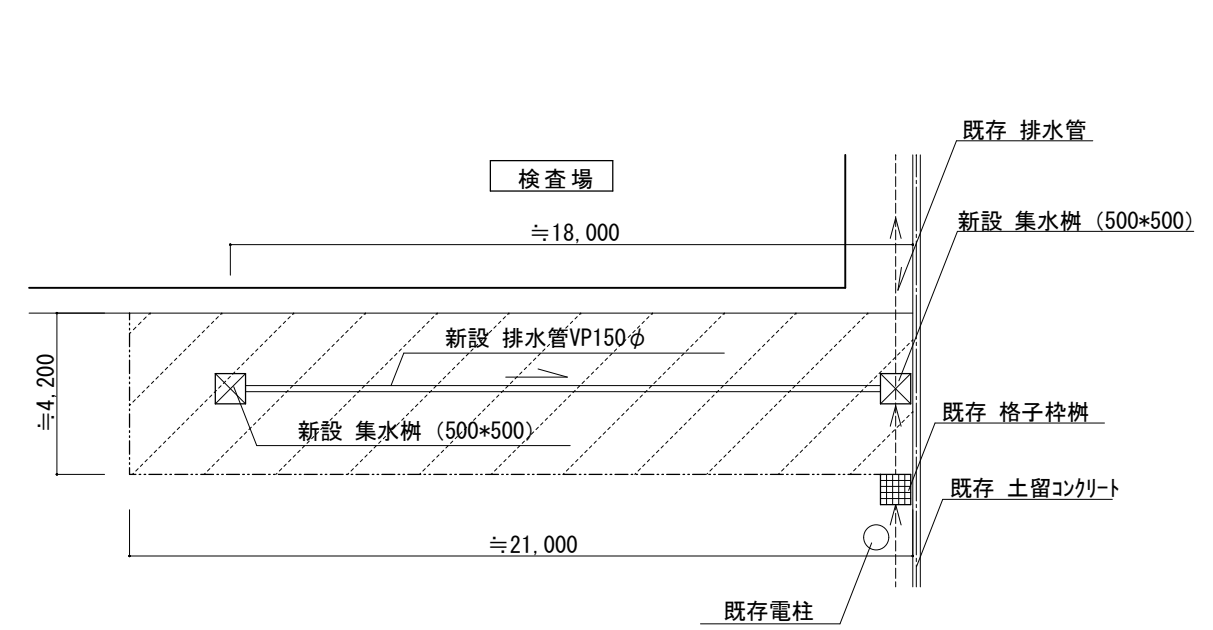 既存 排水管
検査場
新設 集水桝 (500*500)
≒18,000
新設 排水管VP150φ
≒4,200
既存 格子枠桝
新設 集水桝 (500*500)
既存 土留コンクリート
≒21,000
既存電柱